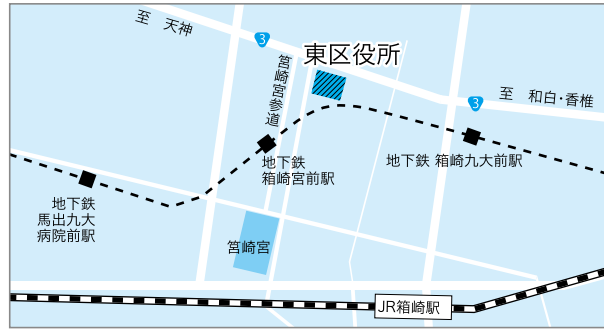 至 天神
3
東区役所
筥崎宮参道
3
至 和白・香椎
地下鉄
箱崎宮前駅
地下鉄 箱崎九大前駅
地下鉄
馬出九大
病院前駅
筥崎宮
JR箱崎駅